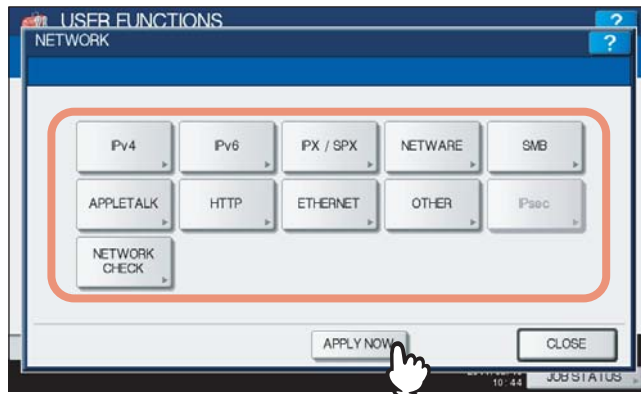 USER FUNCTIONS ?
NETWORK ?
IPv4 IPv6 IPX / SPX NETWARE SMB
APPLETALK HTTP ETHERNET OTHER IPsec
NETWORK
CHECK
APPLY NOW CLOSE
10:44 JOB STATUS